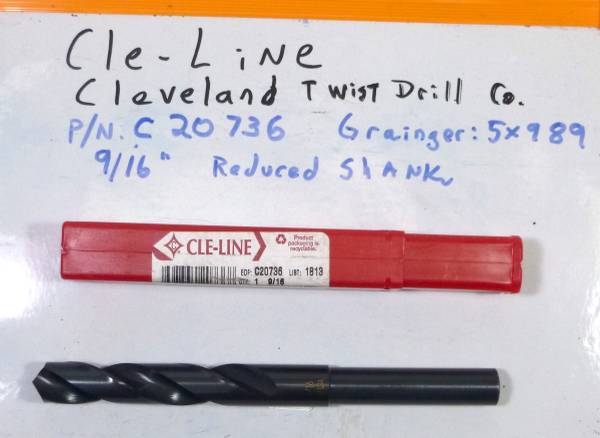 Cle-LiNe
Cleveland TwisT Drill Co.
P/N. C 20736 Grainger: 5x989
9/16" Reduced ShANK
CLE-LINE
Product
packaging is
recyclable.
EDP: C20736 LIST: 1813
QTY: 1 9/16